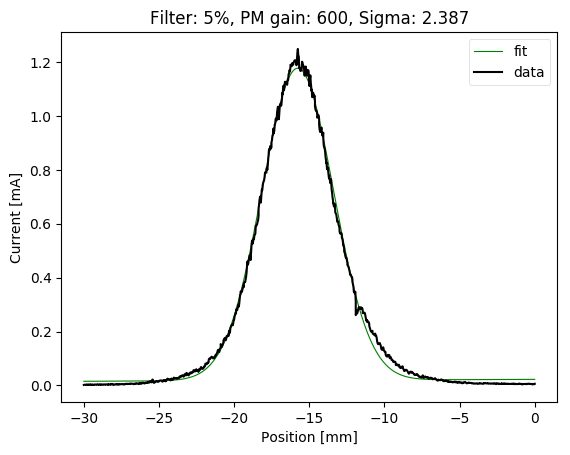 Filter: 5%, PM gain: 600, Sigma: 2.387
fit
data
Current [mA]
1.2
1.0
0.8
0.6
0.4
0.2
0.0
−30 −25 −20 −15 −10 −5 0
Position [mm]